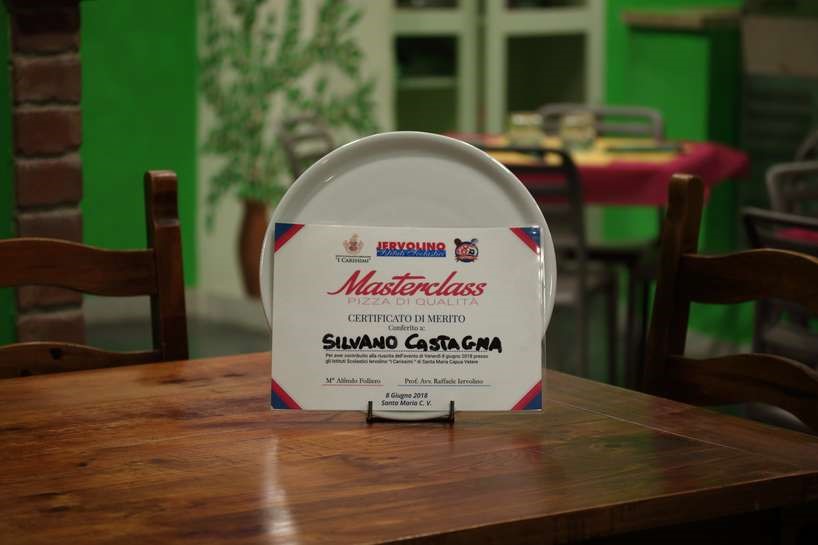 "I CARISSIMI"
JERVOLINO
Istituti Scolastici
Masterclass
PIZZA DI QUALITÀ
CERTIFICATO DI MERITO
Conferito a:
SILVANO CASTAGNA
Per aver contribuito alla riuscita dell'evento di Venerdì 8 giugno 2018 presso
gli Istituti Scolastici Iervolino "I Carissimi" di Santa Maria Capua Vetere
M° Alfredo Folliero
Prof. Avv. Raffaele Iervolino
8 Giugno 2018
Santa Maria C. V.